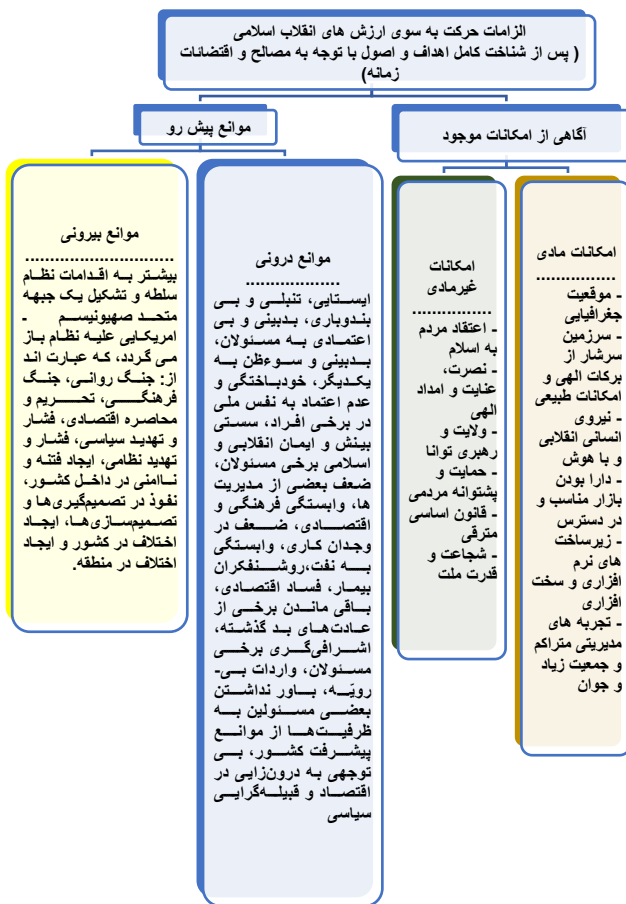 الزامات حرکت به سوی ارزش های انقلاب اسلامی
( پس از شناخت کامل اهداف و اصول با توجه به مصالح و اقتضائات
زمانه)
آگاهی از امکانات موجود
موانع پیش رو
امکانات مادی
................
- موقعیت
جغرافیایی
- سرزمین
سرشار از
برکات الهی و
امکانات طبیعی
- نیروی
انسانی انقلابی
و با هوش
- دارا بودن
بازار مناسب و
در دسترس
- زیرساخت
های نرم
افزاری و سخت
افزاری
- تجربه های
مدیریتی متراکم
و جمعیت زیاد
و جوان
امکانات
غیرمادی
................
- اعتقاد مردم
به اسلام
- نصرت،
عنایت و امداد
الهی
- ولایت و
رهبری توانا
- حمایت و
پشتوانه مردمی
- قانون اساسی
مترقی
- شجاعت و
قدرت ملت
موانع درونی
...................
ایستایی، تنبلی و بی
بندوباری، بدبینی و بی
اعتمادی به مسئولان،
بدبینی و سوءظن به
یکدیگر، خودباختگی و
عدم اعتماد به نفس ملی
در برخی افراد، سستی
بینش و ایمان انقلابی و
اسلامی برخی مسئولان،
ضعف بعضی از مدیریت
ها، وابستگی فرهنگی و
اقتصادی، ضعف در
وجدان کاری، وابستگی
به نفت،روشنفکران
بیمار، فساد اقتصادی،
باقی ماندن برخی از
عادت‌های بد گذشته،
اشرافی‌گری برخی
مسئولان، واردات بی-
رویّه، باور نداشتن
بعضی مسئولین به
ظرفیت‌ها از موانع
پیشرفت کشور، بی
توجهی به درون‌زایی در
اقتصاد و قبیله‌گرایی
سیاسی
موانع بیرونی
..............................
بیشتر به اقدامات نظام
سلطه و تشکیل یک جبهه
متحد صهیونیسم -
امریکایی علیه نظام باز
می گردد، که عبارت اند
از: جنگ روانی، جنگ
فرهنگی، تحریم و
محاصره اقتصادی، فشار
و تهدید سیاسی، فشار و
تهدید نظامی، ایجاد فتنه و
ناامنی در داخل کشور،
نفوذ در تصمیم‌گیری‌ها و
تصمیم‌سازی‌ها، ایجاد
اختلاف در کشور و ایجاد
اختلاف در منطقه.